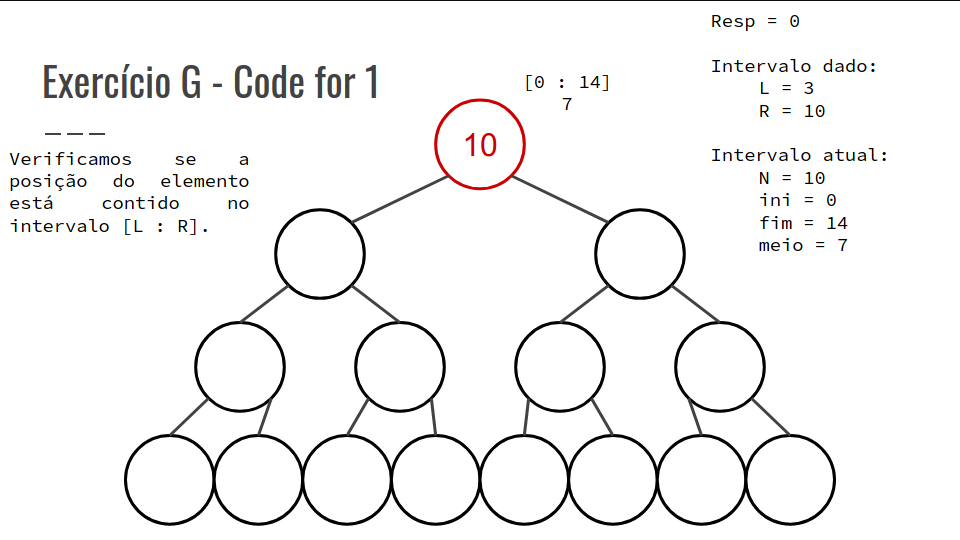 Exercício G - Code for 1
Verificamos se a
posição do elemento
está contido no
intervalo [L : R].
[0 : 14]
7
10
Resp = 0
Intervalo dado:
L = 3
R = 10
Intervalo atual:
N = 10
ini = 0
fim = 14
meio = 7